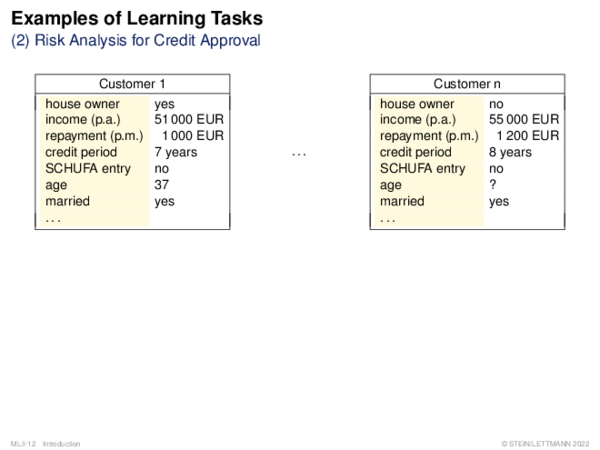 Examples of Learning Tasks
(2) Risk Analysis for Credit Approval
Customer 1
house owner yes
income (p.a.) 51 000 EUR
repayment (p.m.) 1 000 EUR
credit period 7 years
SCHUFA entry no
age 37
married yes
...
...
Customer n
house owner no
income (p.a.) 55 000 EUR
repayment (p.m.) 1 200 EUR
credit period 8 years
SCHUFA entry no
age ?
married yes
...
ML:I-12 Introduction
© STEIN/LETTMANN 2022